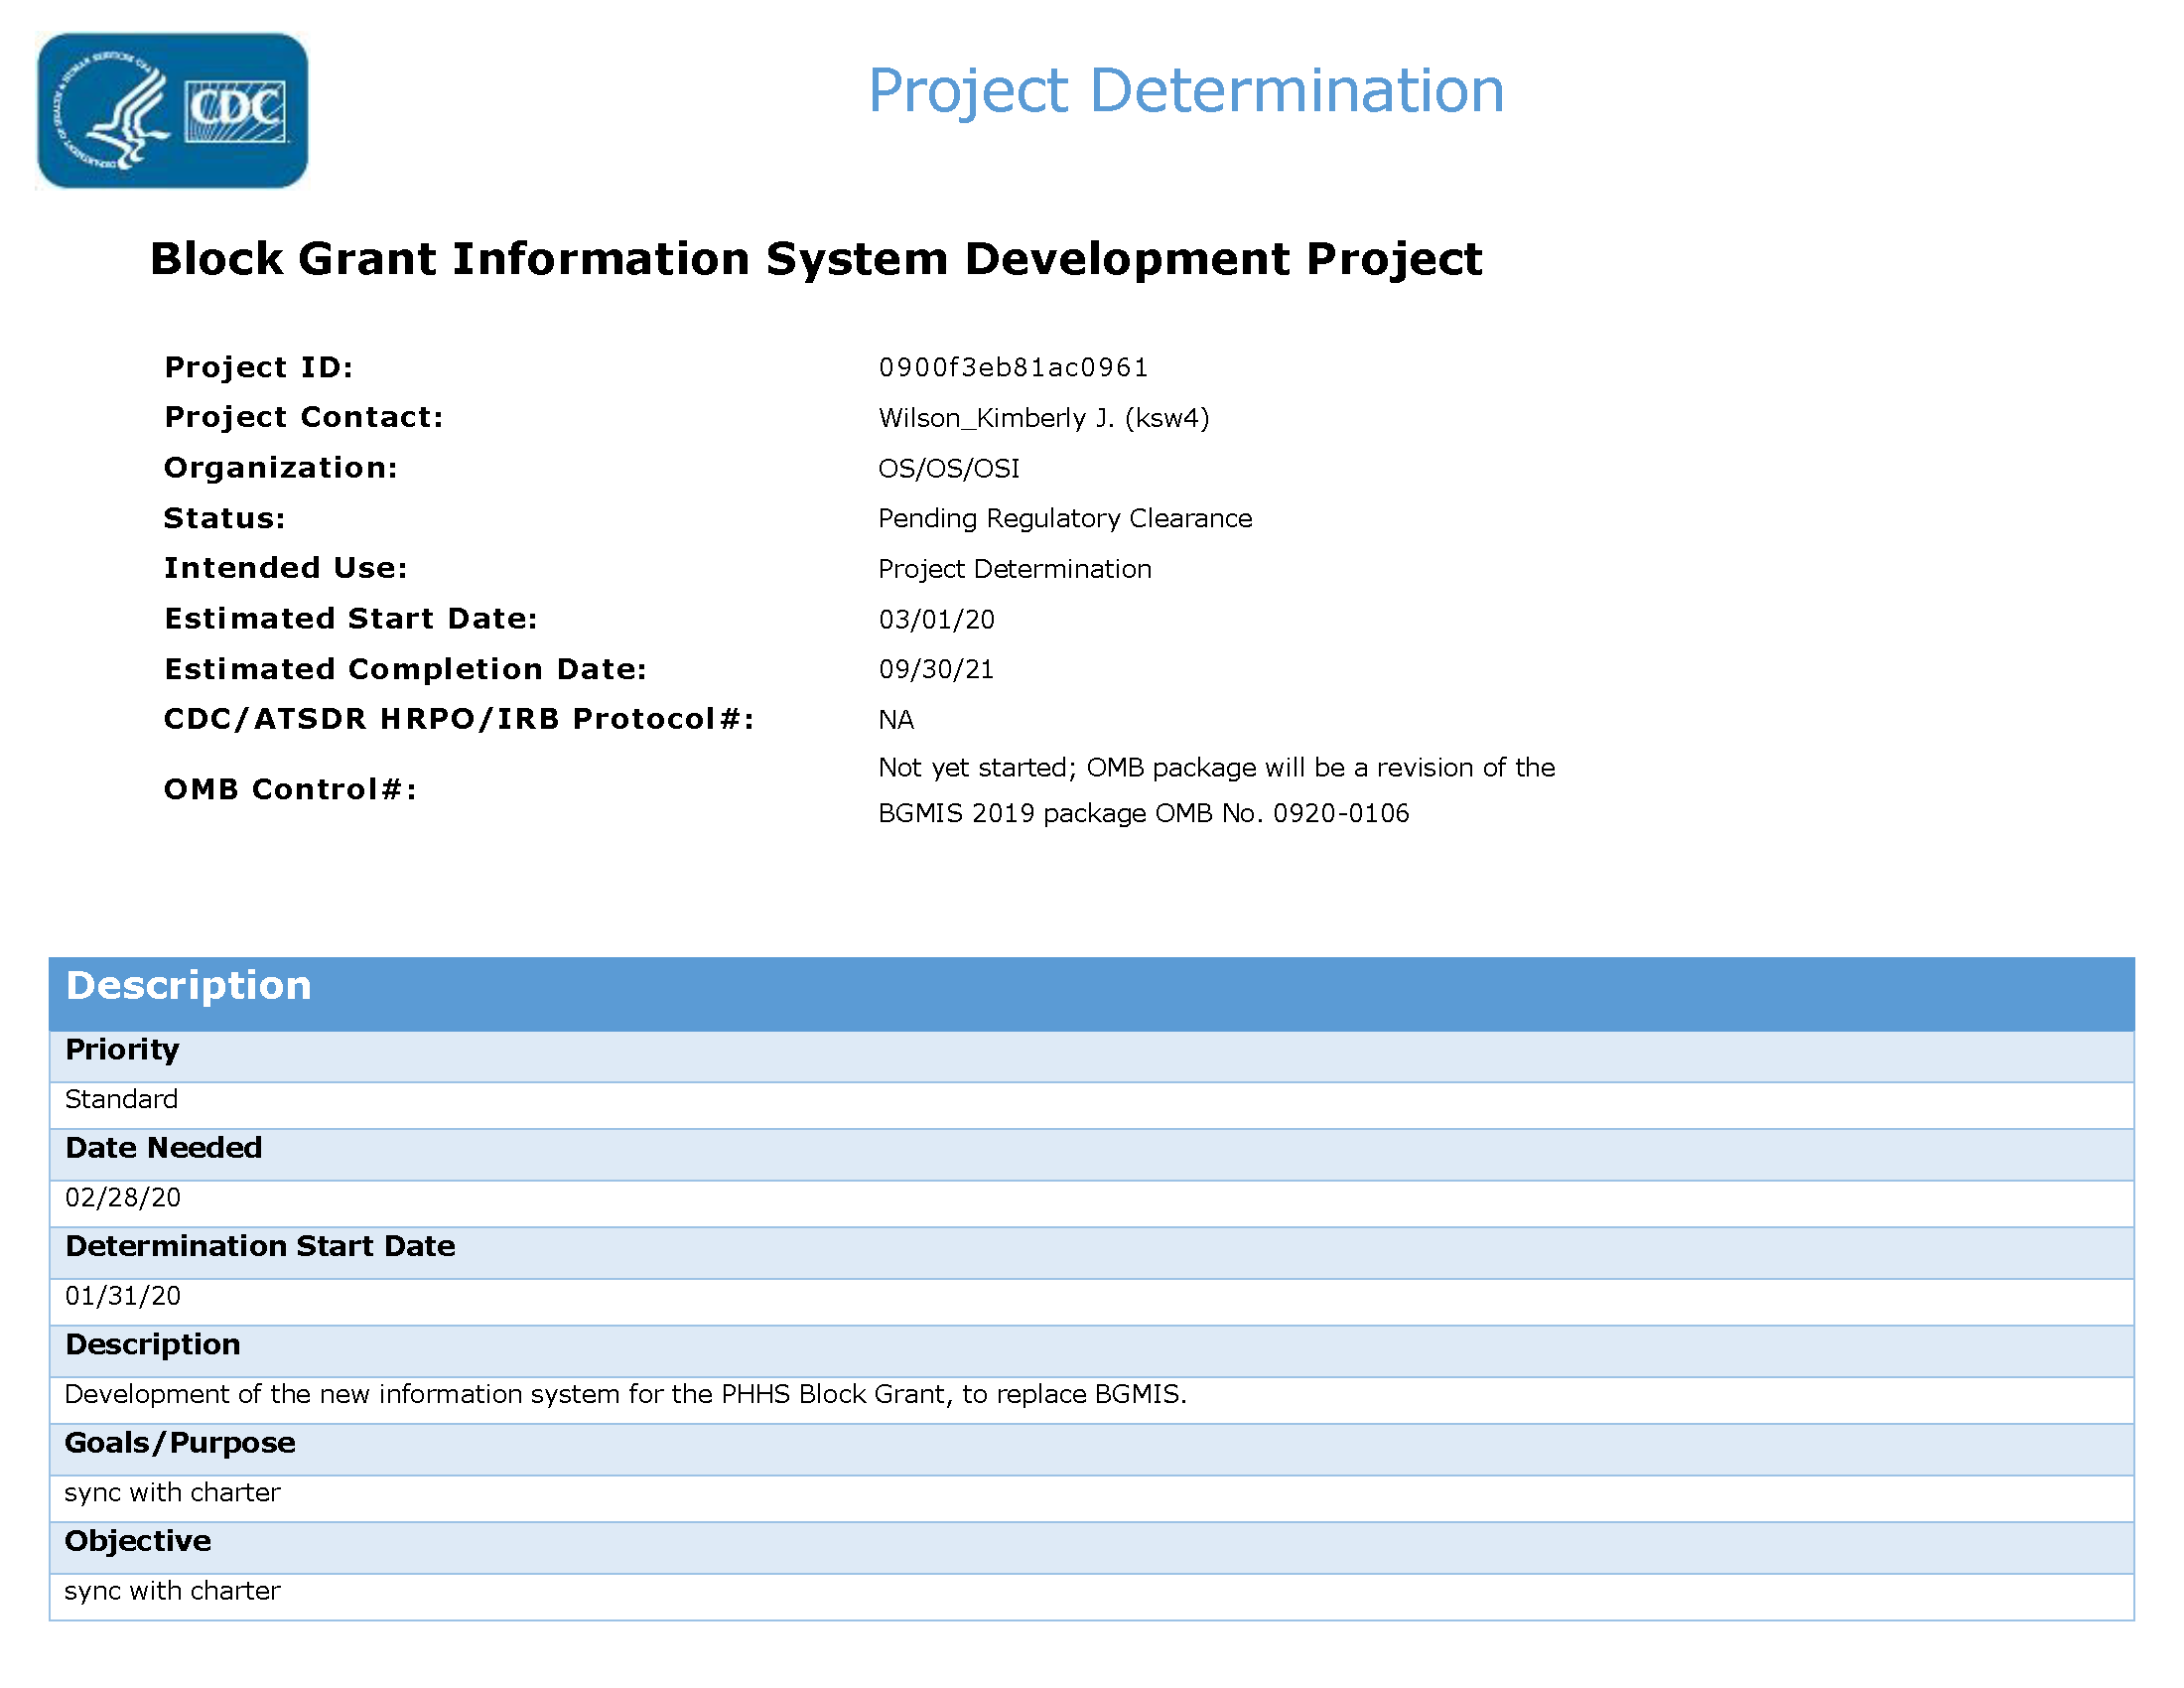 CDC
Project Determination
Block Grant Information System Development Project
Project ID: 0900f3eb81ac0961
Project Contact: Wilson_Kimberly J. (ksw4)
Organization: OS/OS/OSI
Status: Pending Regulatory Clearance
Intended Use: Project Determination
Estimated Start Date: 03/01/20
Estimated Completion Date: 09/30/21
CDC/ATSDR HRPO/IRB Protocol#: NA
OMB Control#: Not yet started; OMB package will be a revision of the
BGMIS 2019 package OMB No. 0920-0106
Description
Priority
Standard
Date Needed
02/28/20
Determination Start Date
01/31/20
Description
Development of the new information system for the PHHS Block Grant, to replace BGMIS.
Goals/Purpose
sync with charter
Objective
sync with charter